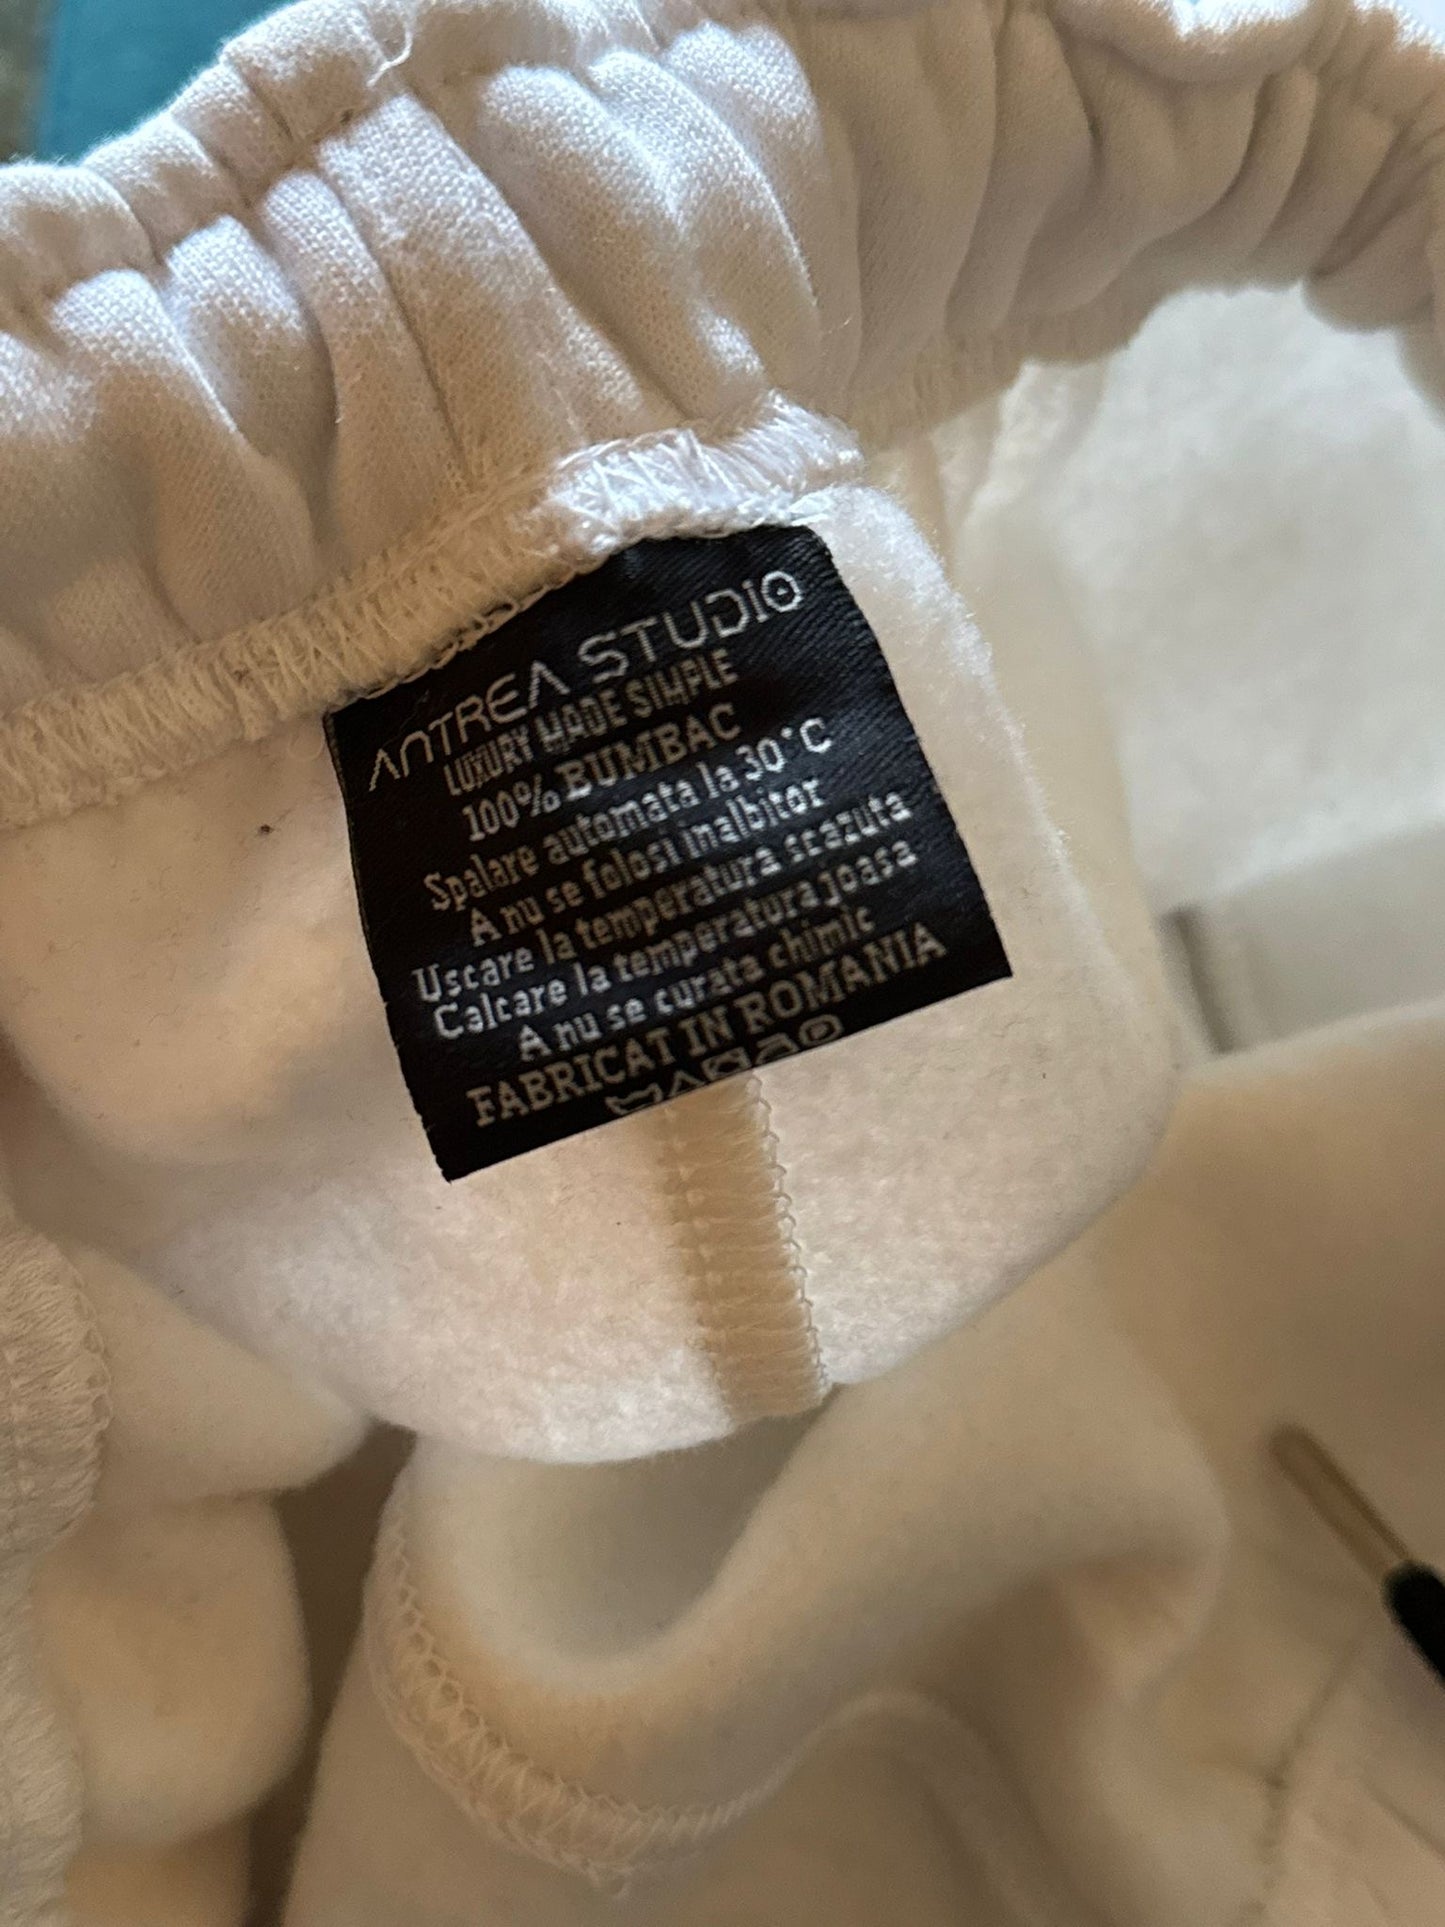 ANTREA STUDIO
LUXURY MADE SIMPLE
100% BUMBAC
Spalare automata la 30°C
A nu se folosi inalbitor
Uscare la temperatura scazuta
Calcare la temperatura joasa
A nu se curata chimic
FABRICAT IN ROMANIA